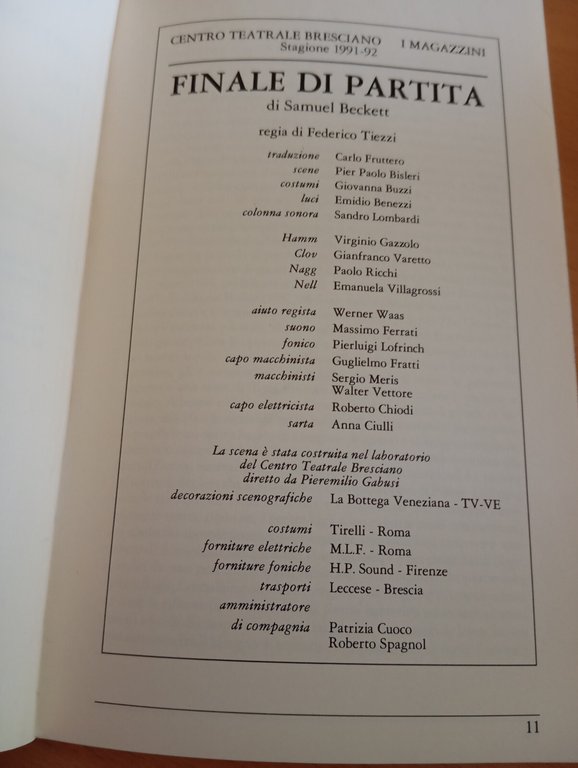 CENTRO TEATRALE BRESCIANO I MAGAZZINI
Stagione 1991-92
FINALE DI PARTITA
di Samuel Beckett
regia di Federico Tiezzi
traduzione Carlo Fruttero
scene Pier Paolo Bisleri
costumi Giovanna Buzzi
luci Emidio Benezzi
colonna sonora Sandro Lombardi
Hamm Virginio Gazzolo
Clov Gianfranco Varetto
Nagg Paolo Ricchi
Nell Emanuela Villagrossi
aiuto regista Werner Waas
suono Massimo Ferrati
fonico Pierluigi Lofrinch
capo macchinista Guglielmo Fratti
macchinisti Sergio Meris
Walter Vettore
capo elettricista Roberto Chiodi
sarta Anna Ciulli
La scena è stata costruita nel laboratorio
del Centro Teatrale Bresciano
diretto da Pieremilio Gabusi
decorazioni scenografiche La Bottega Veneziana - TV-VE
costumi Tirelli - Roma
forniture elettriche M.L.F. - Roma
forniture foniche H.P. Sound - Firenze
trasporti Leccese - Brescia
amministratore
di compagnia Patrizia Cuoco
Roberto Spagnol
11